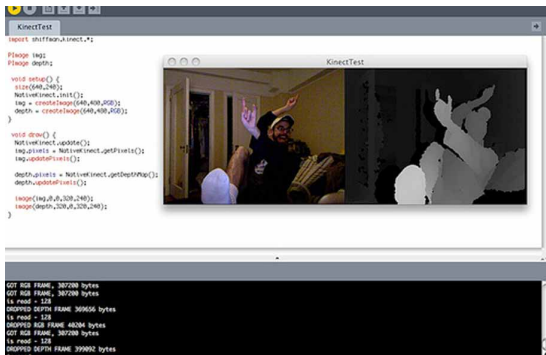 KinectTest
import shiffman.kinect.*;
PImage img;
PImage depth;
void setup() {
size(640,240);
NativeKinect.init();
img = createImage(640,480,RGB);
depth = createImage(640,480,RGB);
}
void draw() {
NativeKinect.update();
img.pixels = NativeKinect.getPixels();
img.updatePixels();
depth.pixels = NativeKinect.getDepthMap();
depth.updatePixels();
image(img,0,0,320,240);
image(depth,320,0,320,240);
}
KinectTest
GOT RGB FRAME, 307200 bytes
GOT RGB FRAME, 307200 bytes
is read - 128
DROPPED DEPTH FRAME 369656 bytes
is read - 128
DROPPED RGB FRAME 40204 bytes
GOT RGB FRAME, 307200 bytes
is read - 128
DROPPED DEPTH FRAME 399092 bytes